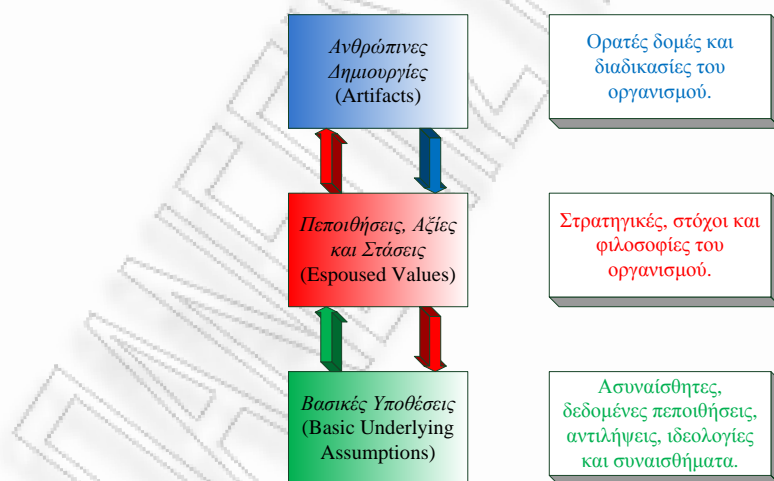 Ανθρώπινες
Δημιουργίες
(Artifacts)
Ορατές δομές και
διαδικασίες του
οργανισμού.
Πεποιθήσεις, Αξίες
και Στάσεις
(Espoused Values)
Στρατηγικές, στόχοι και
φιλοσοφίες του
οργανισμού.
Βασικές Υποθέσεις
(Basic Underlying
Assumptions)
Ασυναίσθητες,
δεδομένες πεποιθήσεις,
αντιλήψεις, ιδεολογίες
και συναισθήματα.